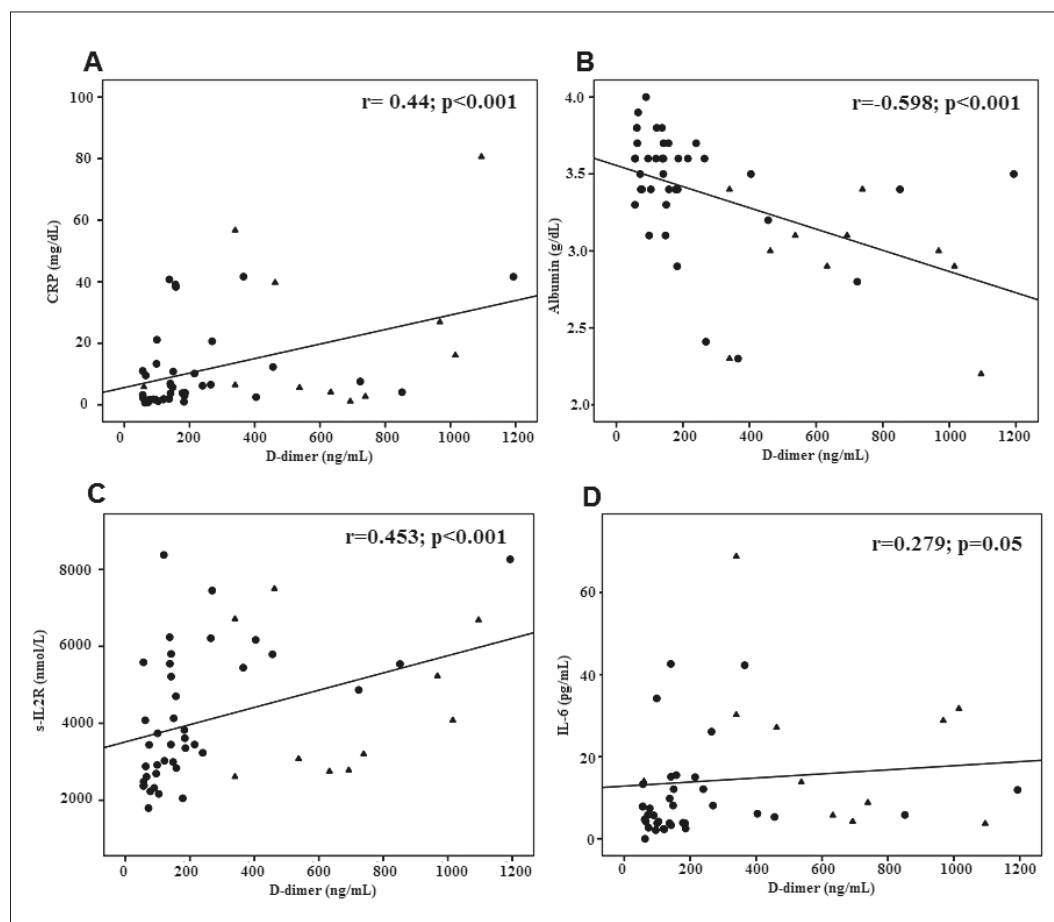 A
r= 0.44; p<0.001
100
80
60
40
20
0
CRP (mg/dL)
0 200 400 600 800 1000 1200
D-dimer (ng/mL)
B
r=-0.598; p<0.001
4.0
3.5
3.0
2.5
2.0
Albumin (g/dL)
0 200 400 600 800 1000 1200
D-dimer (ng/mL)
C
r=0.453; p<0.001
8000
6000
4000
2000
s-IL2R (nmol/L)
0 200 400 600 800 1000 1200
D-dimer (ng/mL)
D
r=0.279; p=0.05
60
40
20
0
IL-6 (pg/mL)
0 200 400 600 800 1000 1200
D-dimer (ng/mL)